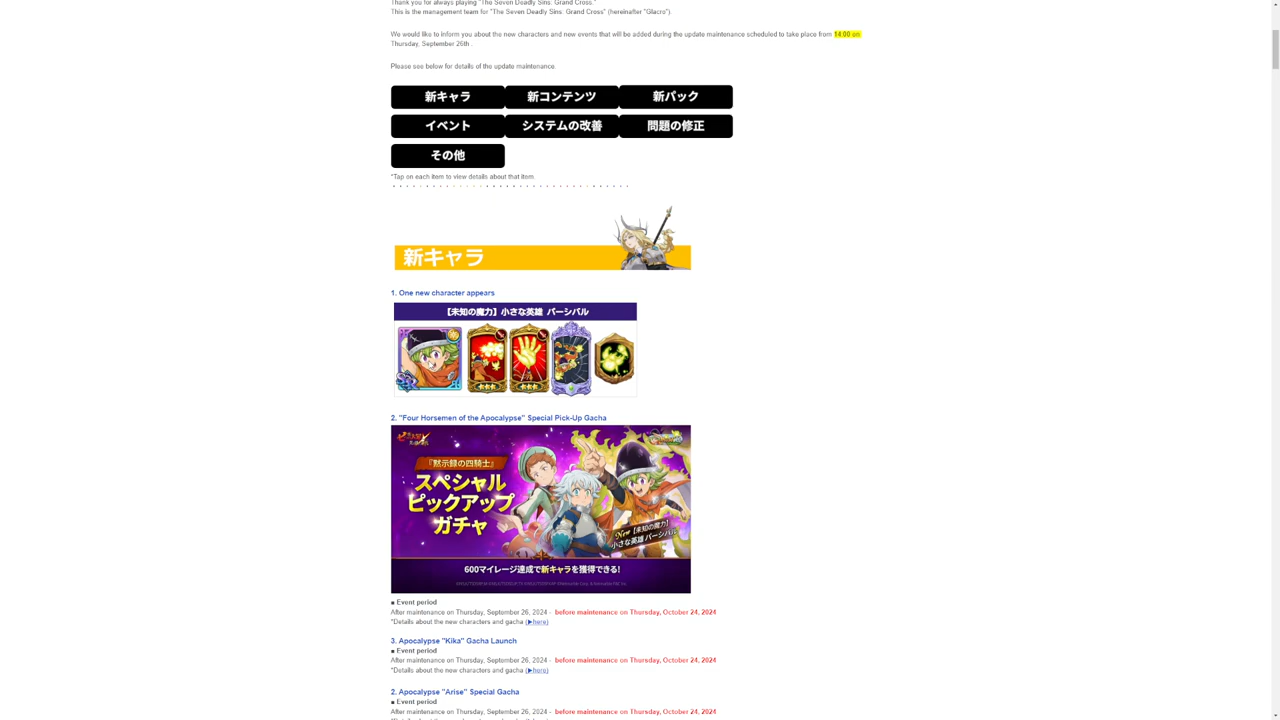 Thank you for always playing "The Seven Deadly Sins: Grand Cross."
This is the management team for "The Seven Deadly Sins: Grand Cross" (hereinafter "Glacro").
We would like to inform you about the new characters and new events that will be added during the update maintenance scheduled to take place from 14:00 on
Thursday, September 26th .
Please see below for details of the update maintenance.
新キャラ 新コンテンツ 新パック
イベント システムの改善 問題の修正
その他
*Tap on each item to view details about that item.
新キャラ
1. One new character appears
【未知の魔力】小さな英雄 パーシバル
SR
2. "Four Horsemen of the Apocalypse" Special Pick-Up Gacha
『黙示録の四騎士』
スペシャル
ピックアップ
ガチャ
New【未知の魔力】
小さな英雄 パーシバル
600マイレージ達成で新キャラを獲得できる!
■ Event period
After maintenance on Thursday, September 26, 2024 - before maintenance on Thursday, October 24, 2024
*Details about the new characters and gacha (▶here)
3. Apocalypse "Kika" Gacha Launch
■ Event period
After maintenance on Thursday, September 26, 2024 - before maintenance on Thursday, October 24, 2024
*Details about the new characters and gacha (▶here)
2. Apocalypse "Arise" Special Gacha
■ Event period
After maintenance on Thursday, September 26, 2024 - before maintenance on Thursday, October 24, 2024